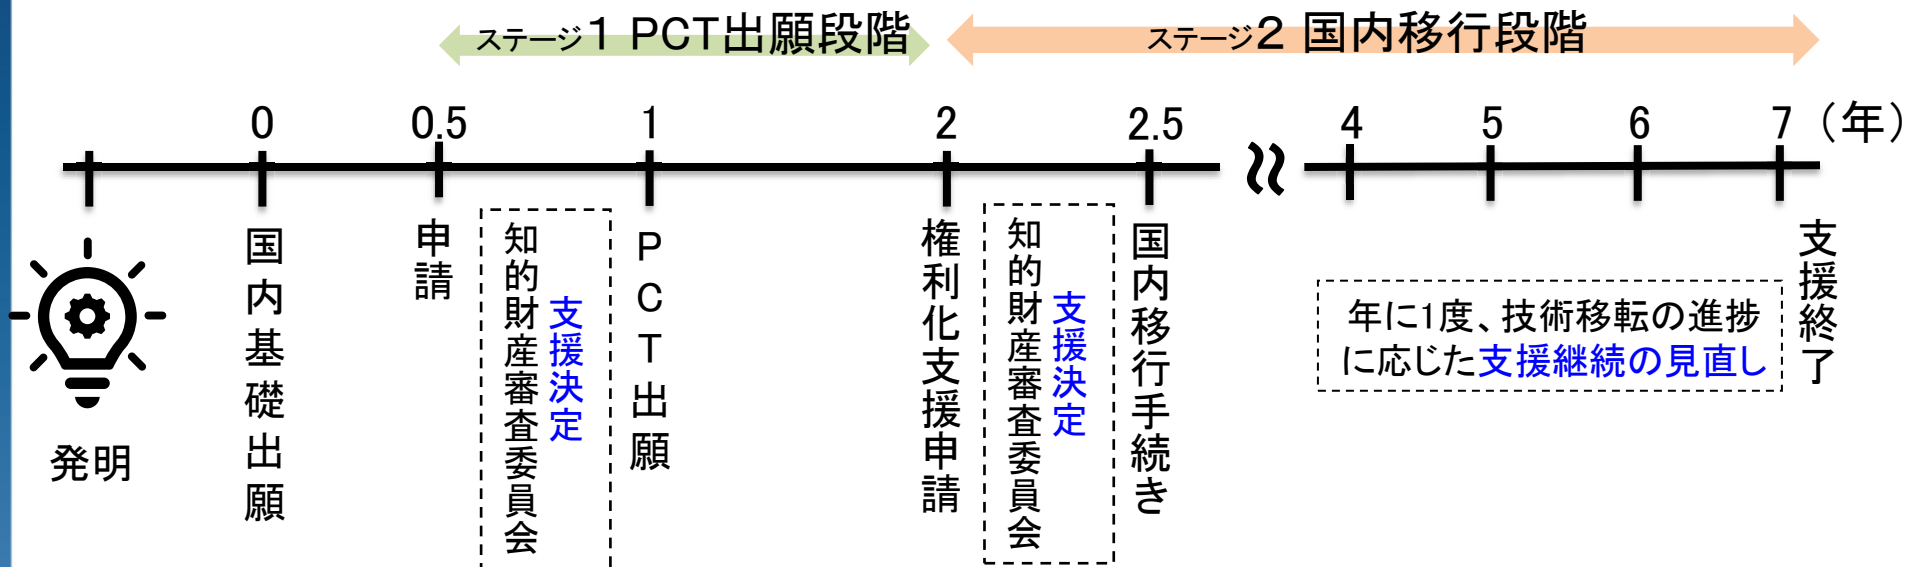 ステージ1 PCT出願段階
ステージ2 国内移行段階
0
0.5
1
2
2.5
4
5
6
7
（年）
発明
国内基礎出願
申請
知的財産審査委員会
支援決定
PCT出願
権利化支援申請
知的財産審査委員会
支援決定
国内移行手続き
年に1度、技術移転の進捗
に応じた支援継続の見直し
支援終了